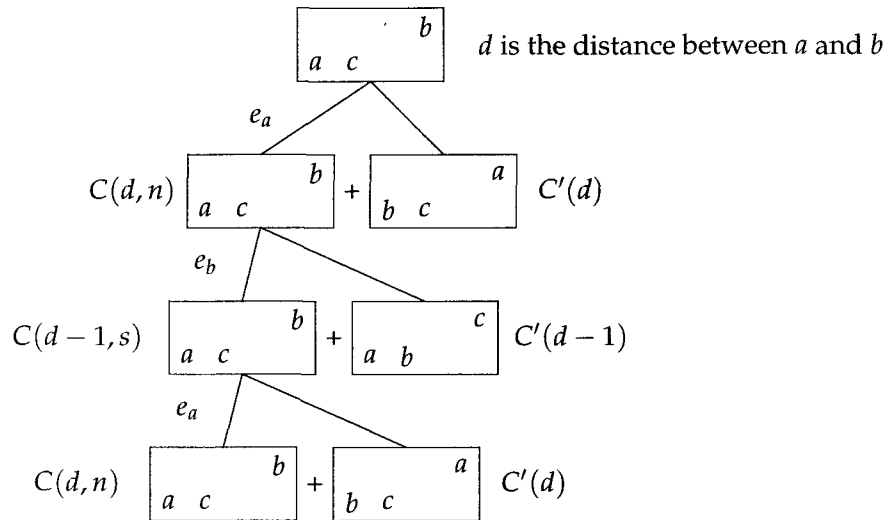 b
a c
d is the distance between a and b
e_a
C(d, n)
b
a c
+
a
b c
C′(d)
e_b
C(d − 1, s)
b
a c
+
c
a b
C′(d − 1)
e_a
C(d, n)
b
a c
+
a
b c
C′(d)